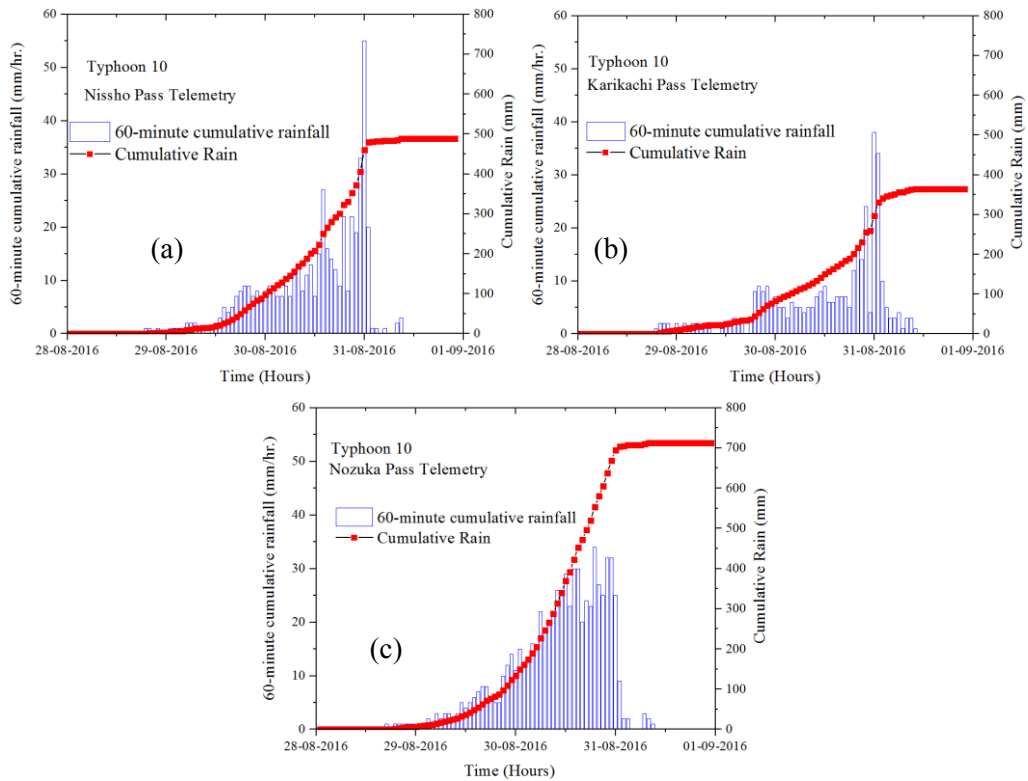 60-minute cumulative rainfall (mm/hr.)
60
50
40
30
20
10
0
Typhoon 10
Nissho Pass Telemetry
60-minute cumulative rainfall
Cumulative Rain
(a)
800
700
600
500
400
300
200
100
0
Cumulative Rain (mm)
28-08-2016 29-08-2016 30-08-2016 31-08-2016 01-09-2016
Time (Hours)
60-minute cumulative rainfall (mm/hr.)
60
50
40
30
20
10
0
Typhoon 10
Karikachi Pass Telemetry
60-minute cumulative rainfall
Cumulative Rain
(b)
800
700
600
500
400
300
200
100
0
Cumulative Rain (mm)
28-08-2016 29-08-2016 30-08-2016 31-08-2016 01-09-2016
Time (Hours)
60-minute cumulative rainfall (mm/hr.)
60
50
40
30
20
10
0
Typhoon 10
Nozuka Pass Telemetry
60-minute cumulative rainfall
Cumulative Rain
(c)
800
700
600
500
400
300
200
100
0
Cumulative Rain (mm)
28-08-2016 29-08-2016 30-08-2016 31-08-2016 01-09-2016
Time (Hours)